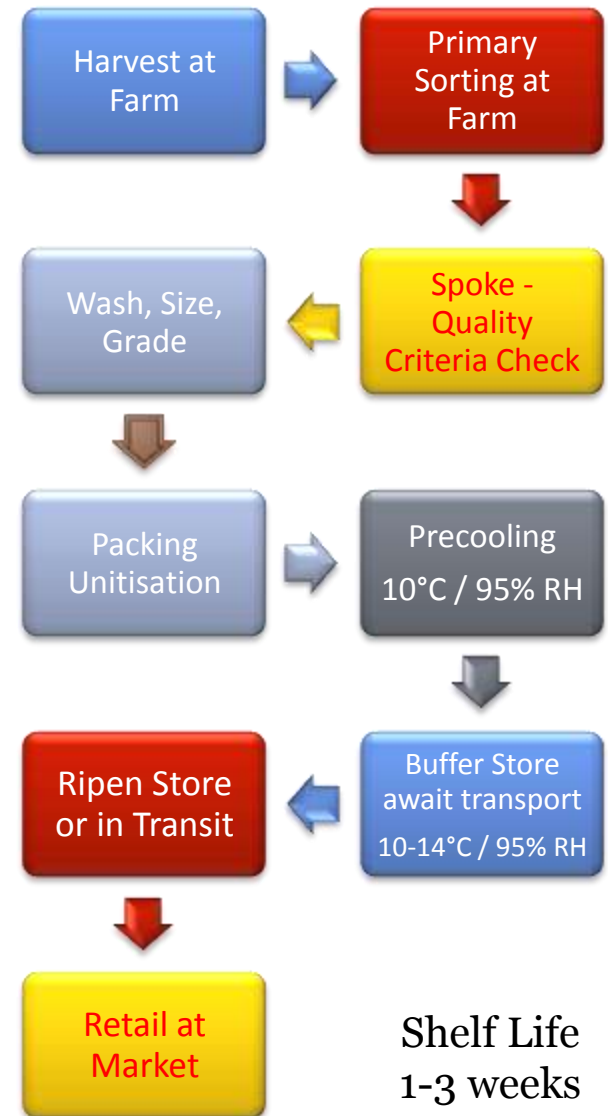 Harvest at
Farm
Primary
Sorting at
Farm
Spoke -
Quality
Criteria Check
Wash, Size,
Grade
Packing
Unitisation
Precooling
10°C / 95% RH
Buffer Store
await transport
10-14°C / 95% RH
Ripen Store
or in Transit
Retail at
Market
Shelf Life
1-3 weeks